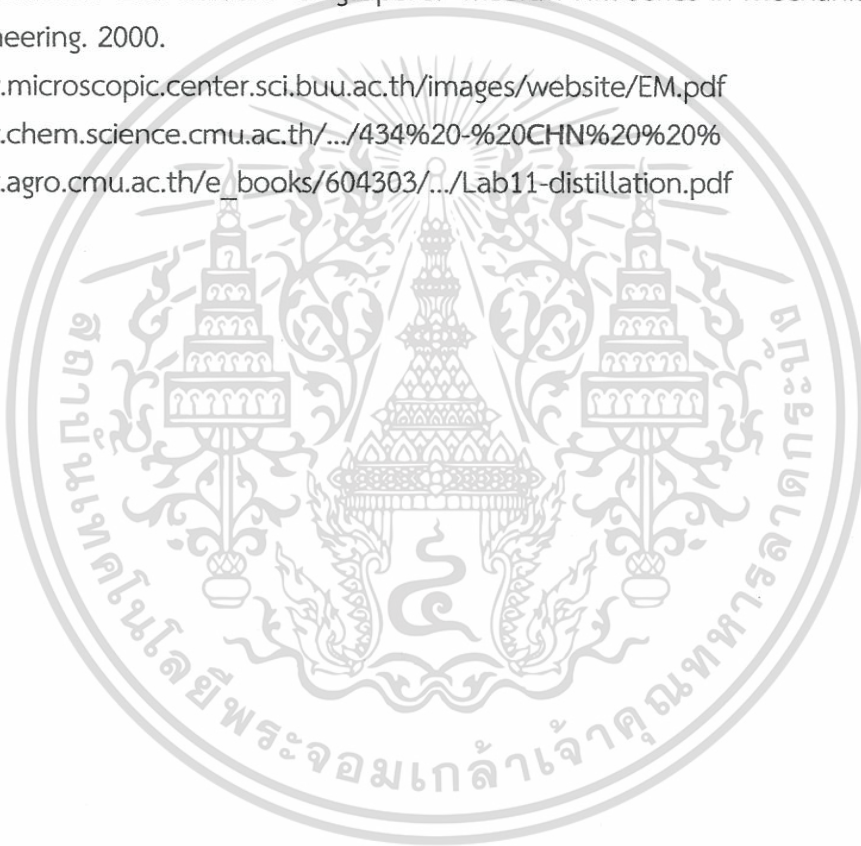 neering. 2000.
.microscopic.center.sci.buu.ac.th/images/website/EM.pdf
.chem.science.cmu.ac.th/.../434%20-%20CHN%20%20%
.agro.cmu.ac.th/e_books/604303/.../Lab11-distillation.pdf
สถาบันเทคโนโลยีพระจอมเกล้าเจ้าคุณทหารลาดกระบัง